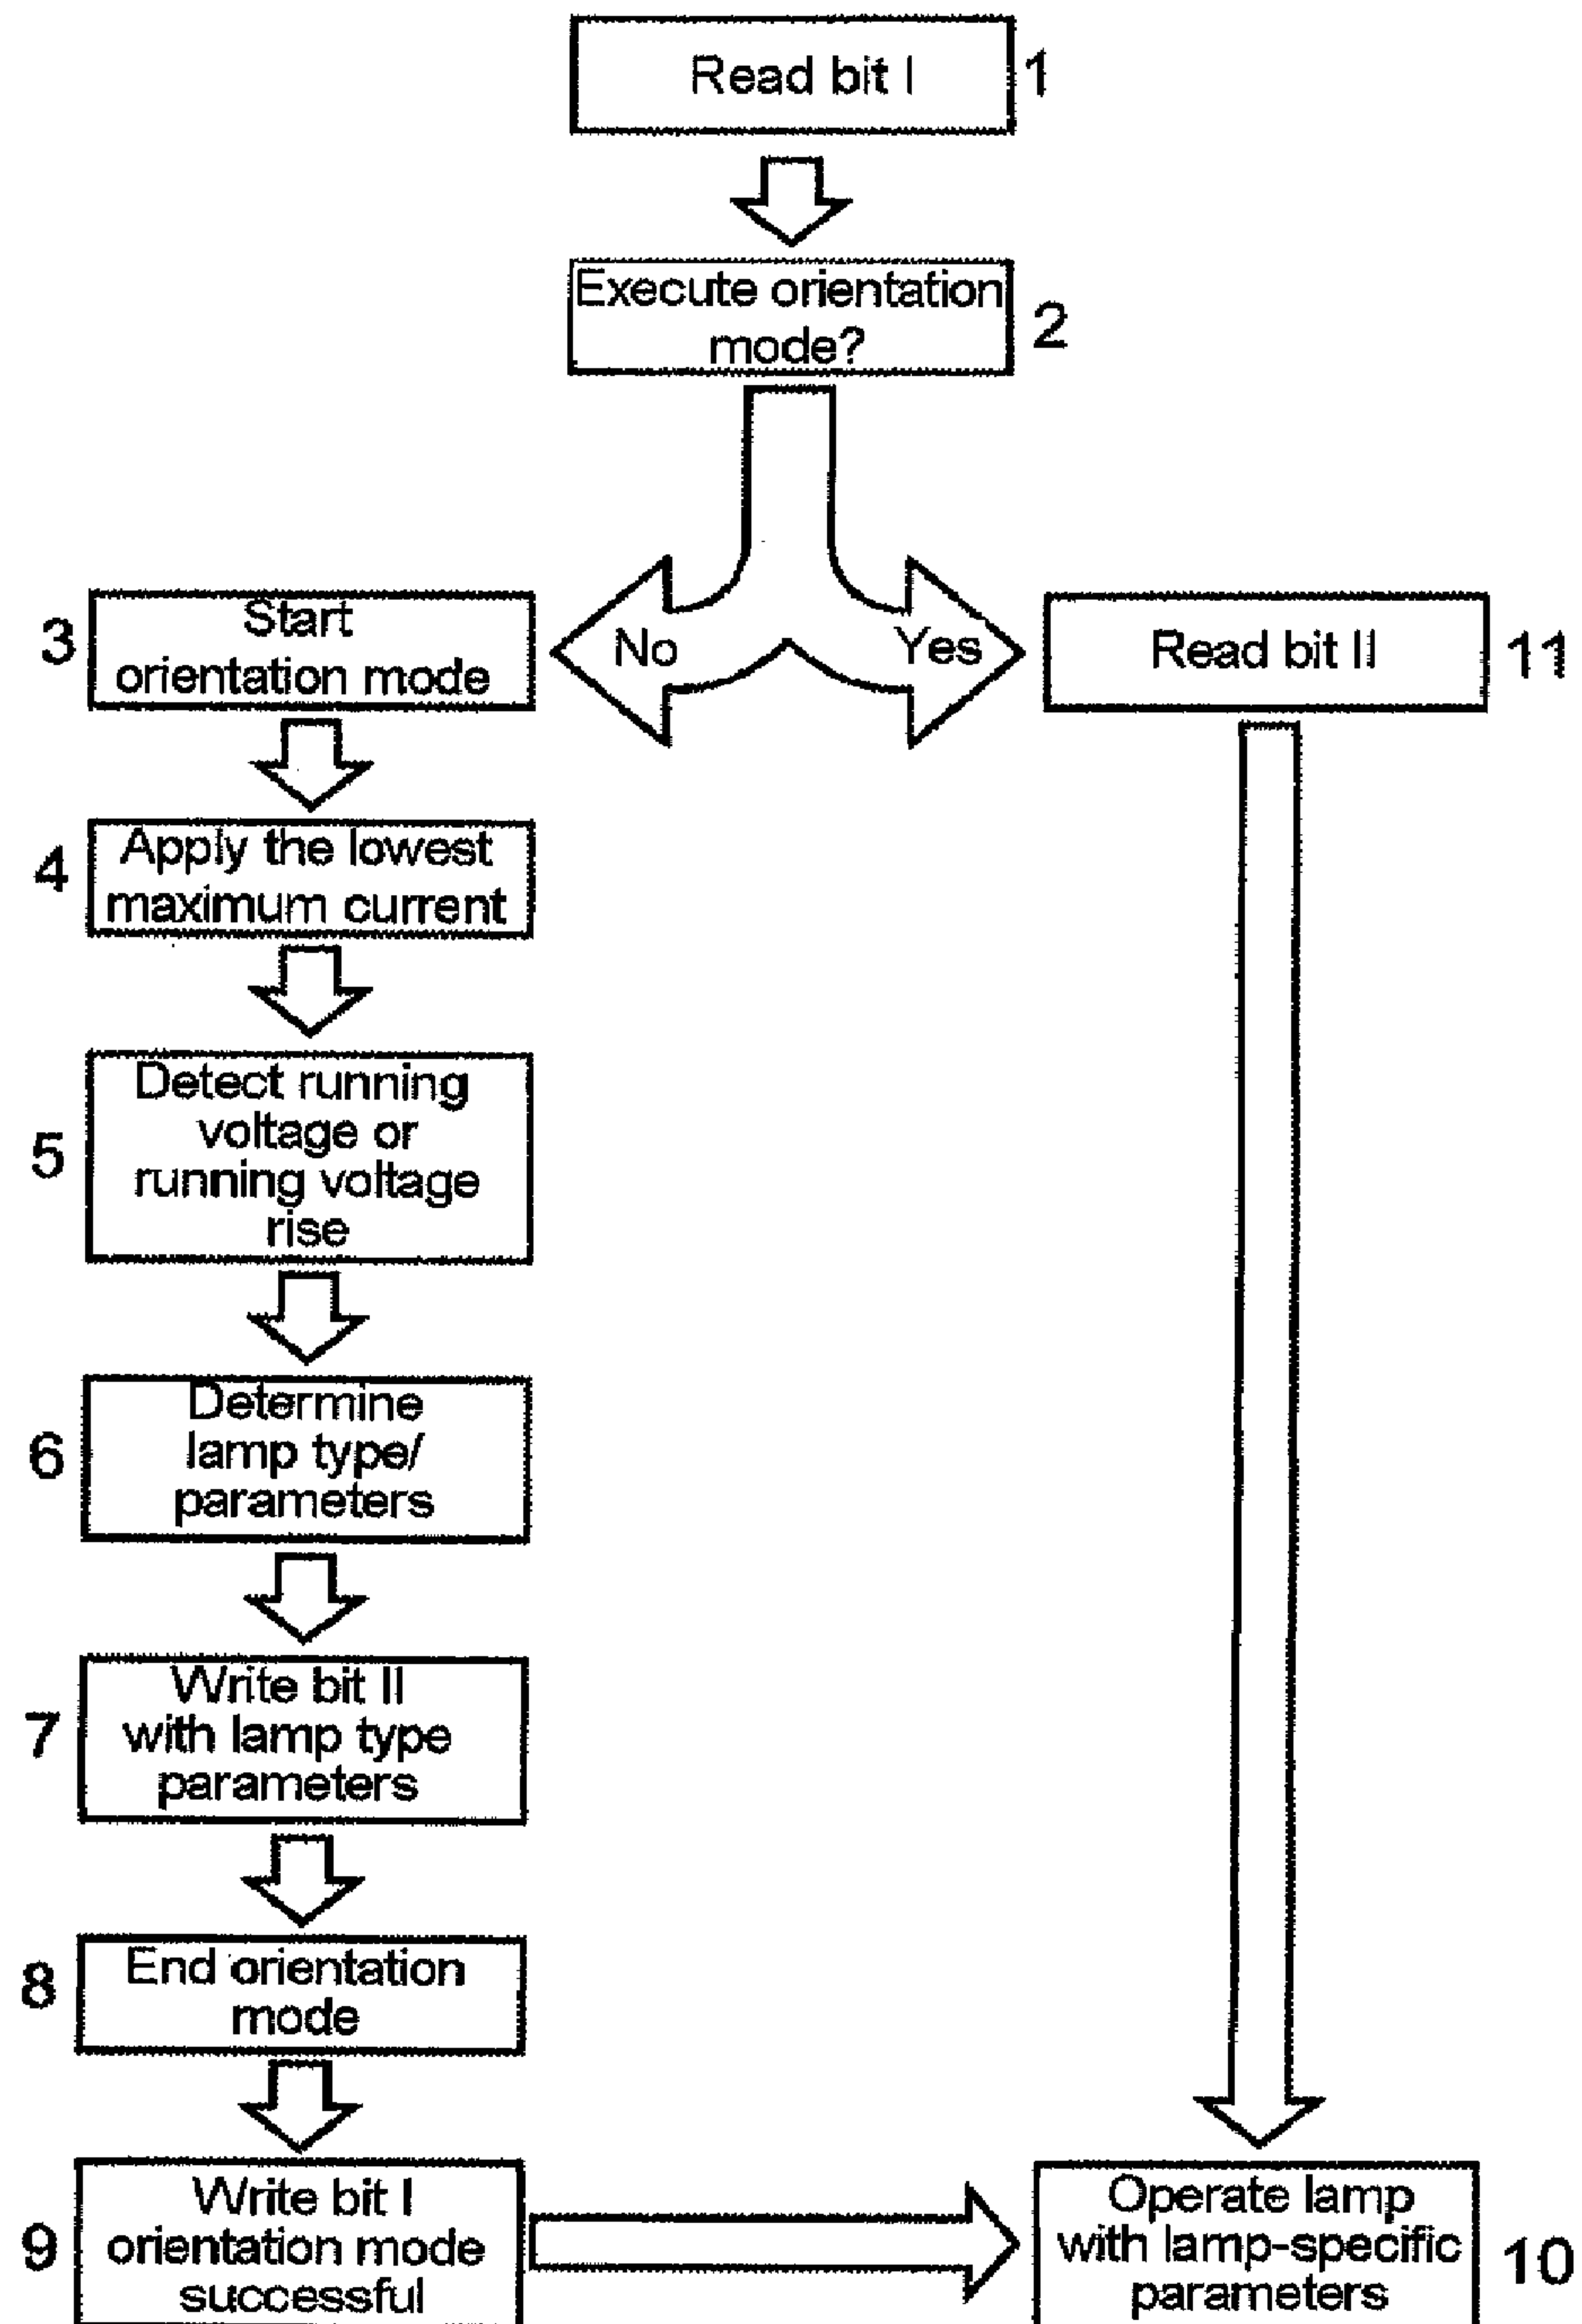 Read bit I
1
Execute orientation
mode?
2
No
Yes
3
Start
orientation mode
Read bit II
11
4
Apply the lowest
maximum current
5
Detect running
voltage or
running voltage
rise
6
Determine
lamp type/
parameters
7
Write bit II
with lamp type
parameters
8
End orientation
mode
9
Write bit I
orientation mode
successful
Operate lamp
with lamp-specific
parameters
10